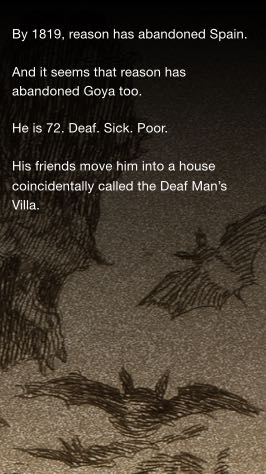 By 1819, reason has abandoned Spain.
And it seems that reason has
abandoned Goya too.
He is 72. Deaf. Sick. Poor.
His friends move him into a house
coincidentally called the Deaf Man's
Villa.